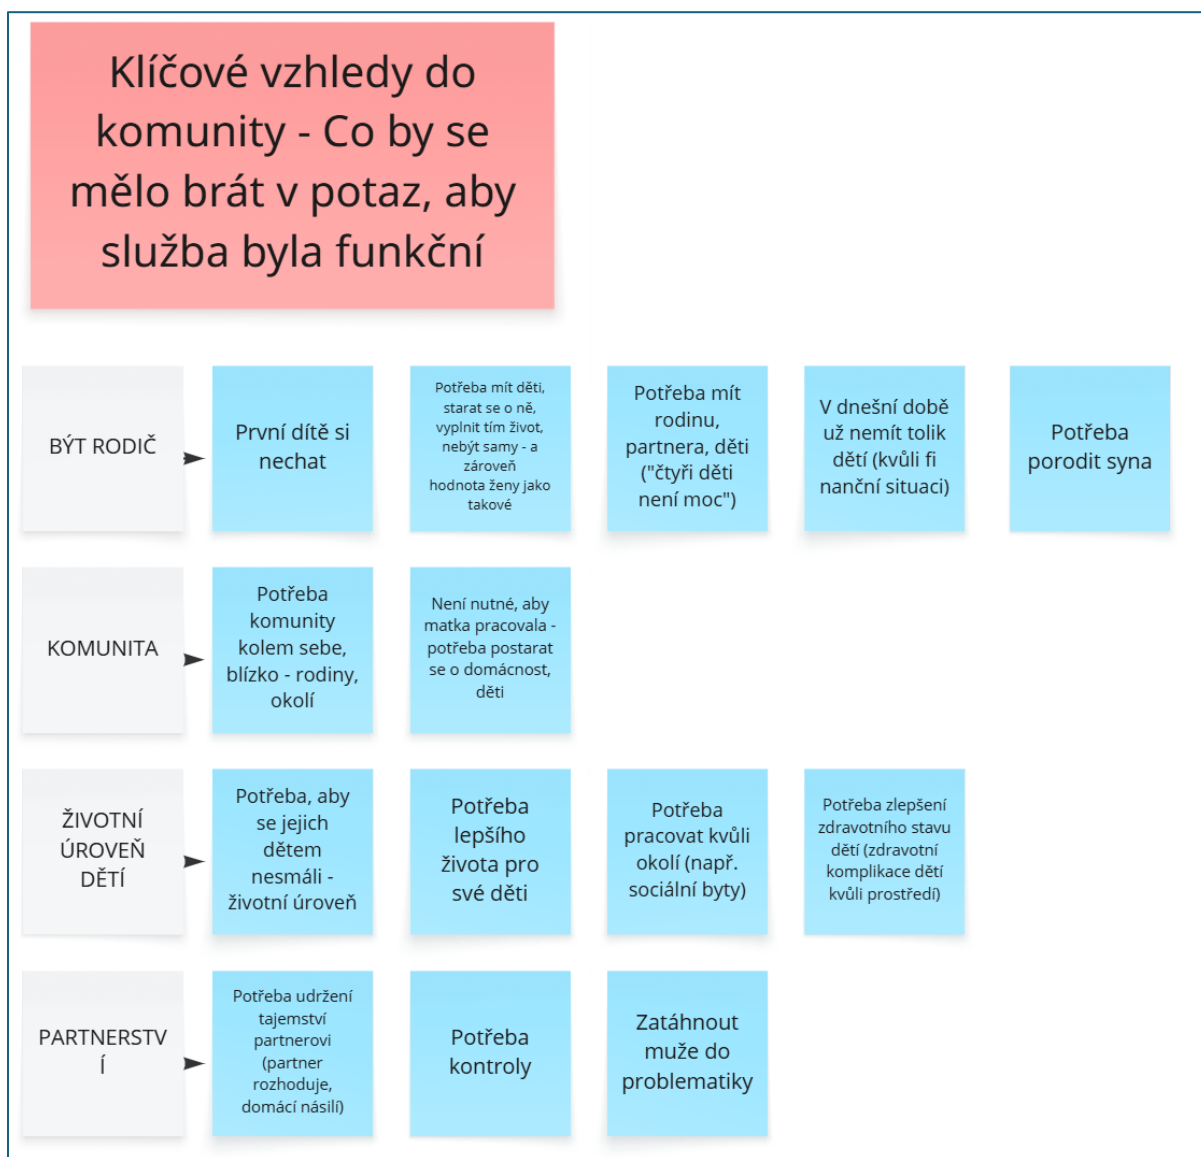 Klíčové vzhledy do
komunity - Co by se
mělo brát v potaz, aby
služba byla funkční
BÝT RODIČ
První dítě si
nechat
Potřeba mít děti,
starat se o ně,
vyplnit tím život,
nebýt samy - a
zároveň
hodnota ženy jako
takové
Potřeba mít
rodinu,
partnera, děti
("čtyři děti
není moc")
V dnešní době
už nemít tolik
dětí (kvůli fi
nanční situaci)
Potřeba
porodit syna
KOMUNITA
Potřeba
komunity
kolem sebe,
blízko - rodiny,
okolí
Není nutné, aby
matka pracovala -
potřeba postarat
se o domácnost,
děti
ŽIVOTNÍ
ÚROVEŇ
DĚTÍ
Potřeba, aby
se jejich
dětem
nesmáli -
životní úroveň
Potřeba
lepšího
života pro
své děti
Potřeba
pracovat kvůli
okolí (např.
sociální byty)
Potřeba zlepšení
zdravotního stavu
dětí (zdravotní
komplikace dětí
kvůli prostředí)
PARTNERSTV
Í
Potřeba udržení
tajemství
partnerovi
(partner
rozhoduje,
domácí násilí)
Potřeba
kontroly
Zatáhnout
muže do
problematiky